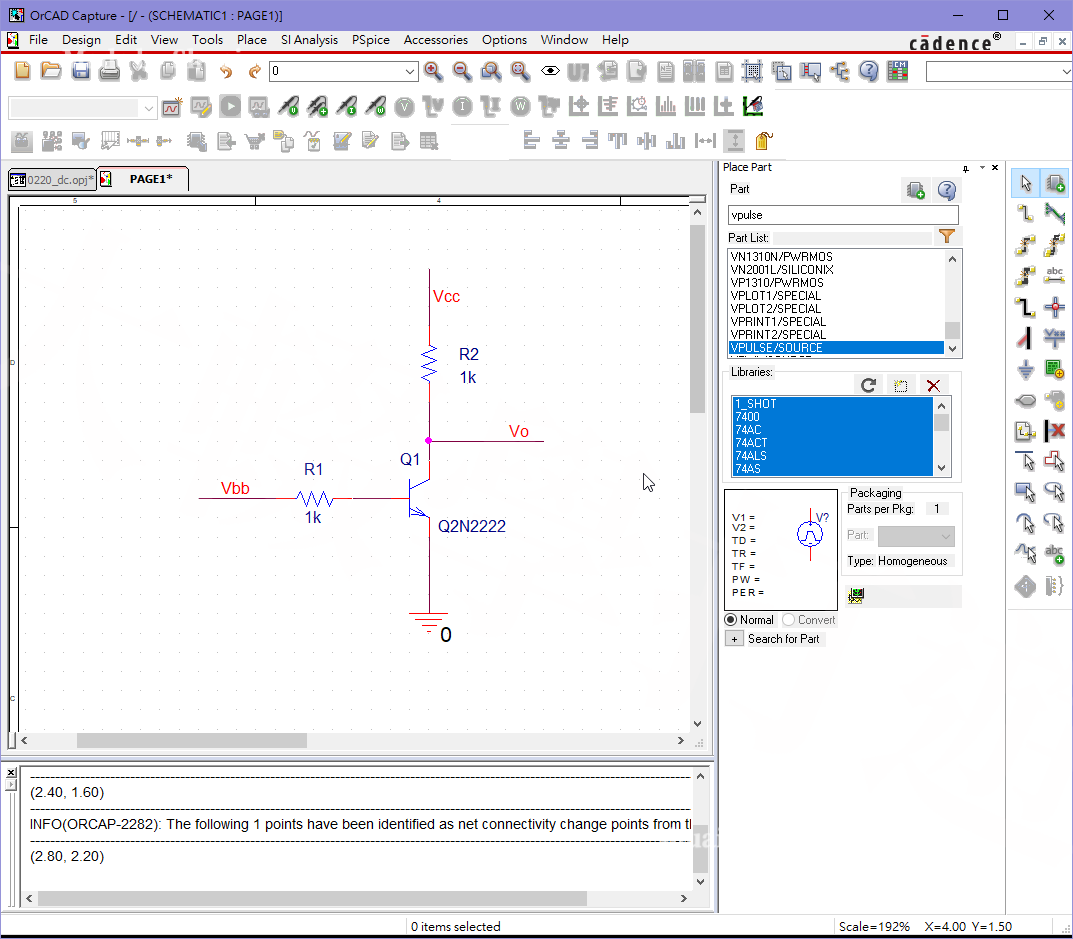 OrCAD Capture - [/ - (SCHEMATIC1 : PAGE1)]
File Design Edit View Tools Place SI Analysis PSpice Accessories Options Window Help
cādence®
0
0220_dc.opj*
PAGE1*
5
4
D
C
Vcc
R2
1k
Vo
Q1
R1
Vbb
1k
Q2N2222
0
Place Part
Part
vpulse
Part List:
VN1310N/PWRMOS
VN2001L/SILICONIX
VP1310/PWRMOS
VPLOT1/SPECIAL
VPLOT2/SPECIAL
VPRINT1/SPECIAL
VPRINT2/SPECIAL
VPULSE/SOURCE
Libraries:
1_SHOT
7400
74AC
74ACT
74ALS
74AS
V1 =
V2 =
TD =
TR =
TF =
PW =
PER =
V?
Packaging
Parts per Pkg: 1
Part:
Type: Homogeneous
Normal Convert
+ Search for Part
abc
abc
(2.40, 1.60)
INFO(ORCAP-2282): The following 1 points have been identified as net connectivity change points from
(2.80, 2.20)
0 items selected
Scale=192% X=4.00 Y=1.50